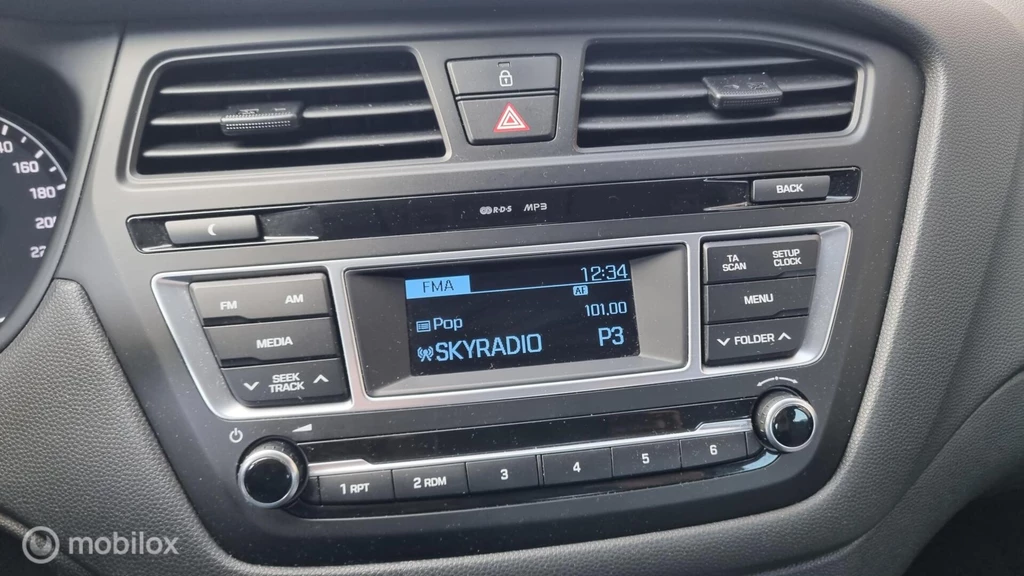 40
160
180
BACK
R·D·S MP3
TA
SCAN
SETUP
CLOCK
FM AM
MENU
MEDIA
FOLDER
SEEK
TRACK
FMA 12:34
AF
Pop 101.00
SKYRADIO P3
1 RPT 2 RDM 3 4 5 6
mobilox